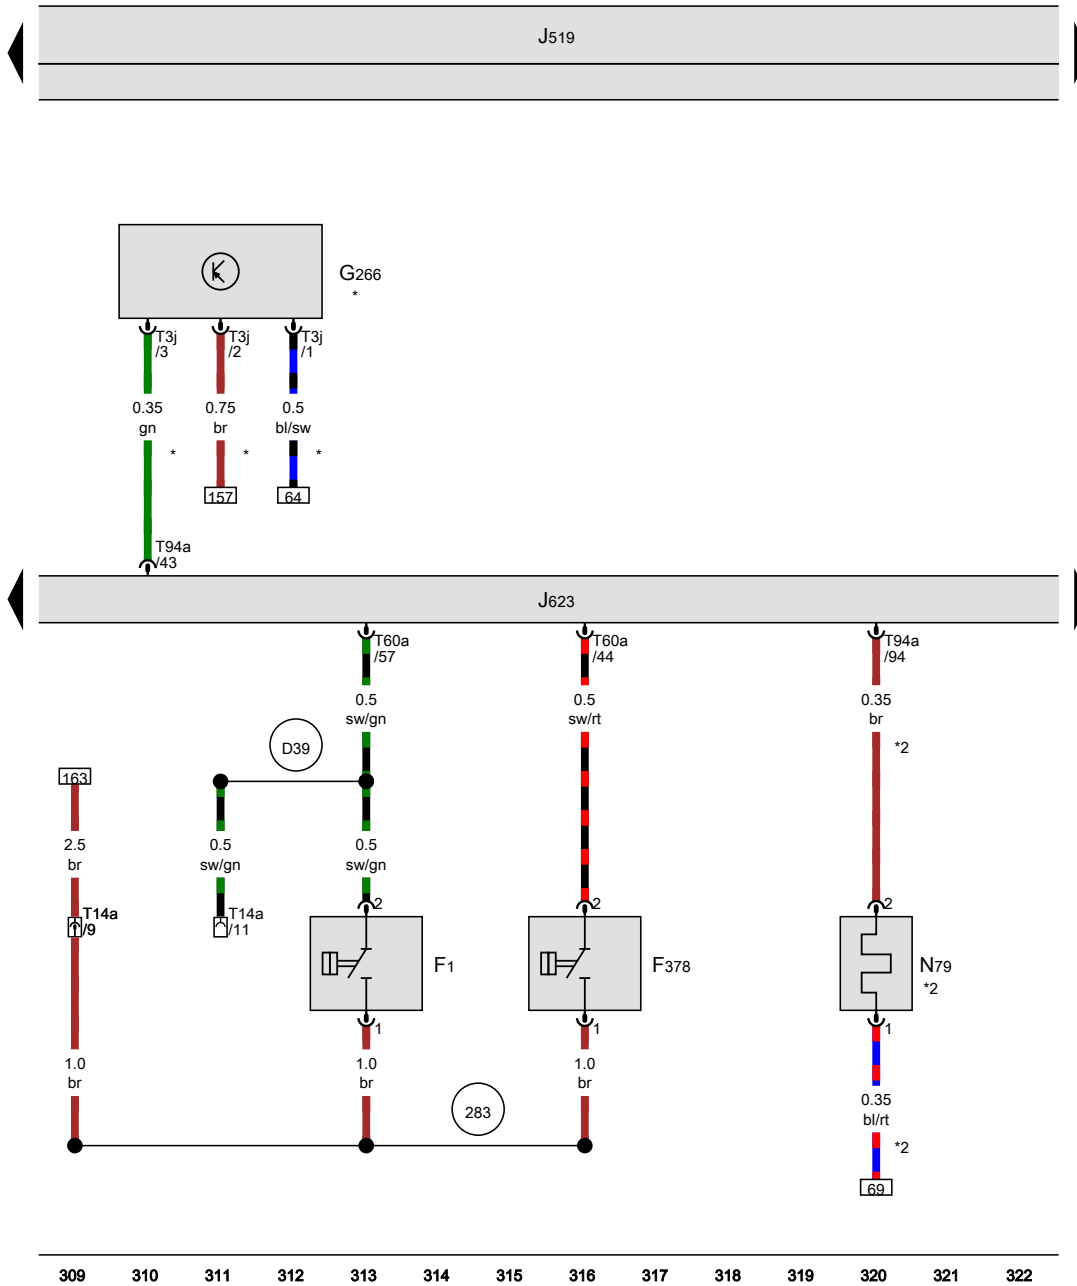 J519
G266
*
T3j
/3
T3j
/2
T3j
/1
0.35
gn
*
0.75
br
*
0.5
bl/sw
*
157
64
T94a
/43
J623
T60a
/57
T60a
/44
T94a
/94
0.5
sw/gn
0.5
sw/rt
0.35
br
*2
D39
163
2.5
br
0.5
sw/gn
0.5
sw/gn
T14a
/9
T14a
/11
2
2
2
F1
F378
N79
*2
1
1
1
1.0
br
1.0
br
1.0
br
283
0.35
bl/rt
*2
69
309 310 311 312 313 314 315 316 317 318 319 320 321 322